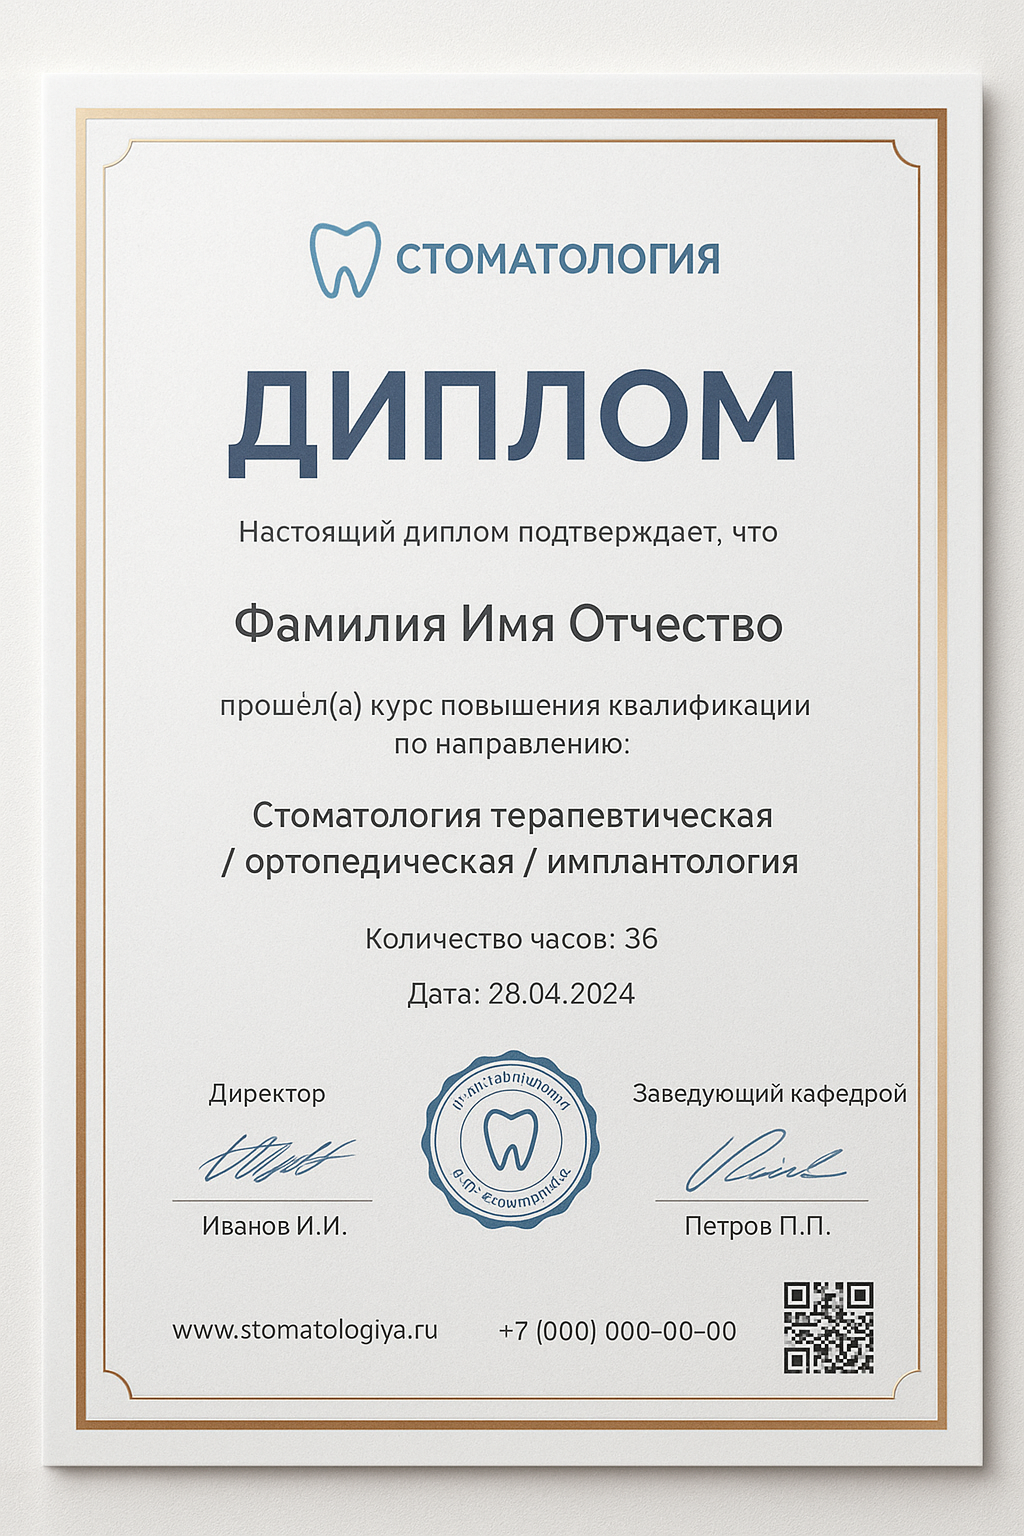 СТОМАТОЛОГИЯ
ДИПЛОМ
Настоящий диплом подтверждает, что
Фамилия Имя Отчество
прошёл(а) курс повышения квалификации
по направлению:
Стоматология терапевтическая
/ ортопедическая / имплантология
Количество часов: 36
Дата: 28.04.2024
Директор
Заведующий кафедрой
Иванов И.И.
Петров П.П.
www.stomatologiya.ru
+7 (000) 000-00-00